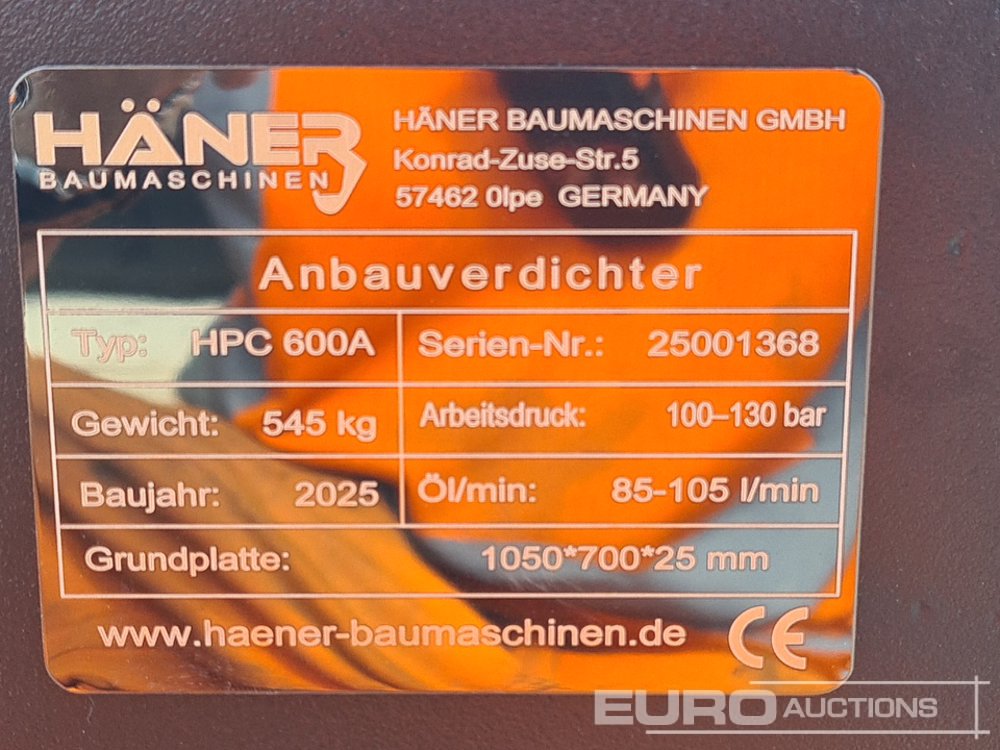 HÄNER
BAUMASCHINEN
HÄNER BAUMASCHINEN GMBH
Konrad-Zuse-Str.5
57462 Olpe GERMANY
Anbauverdichter
Typ: HPC 600A
Serien-Nr.: 25001368
Gewicht: 545 kg
Arbeitsdruck: 100–130 bar
Baujahr: 2025
Öl/min: 85-105 l/min
Grundplatte: 1050*700*25 mm
www.haener-baumaschinen.de
CE
EURO AUCTIONS